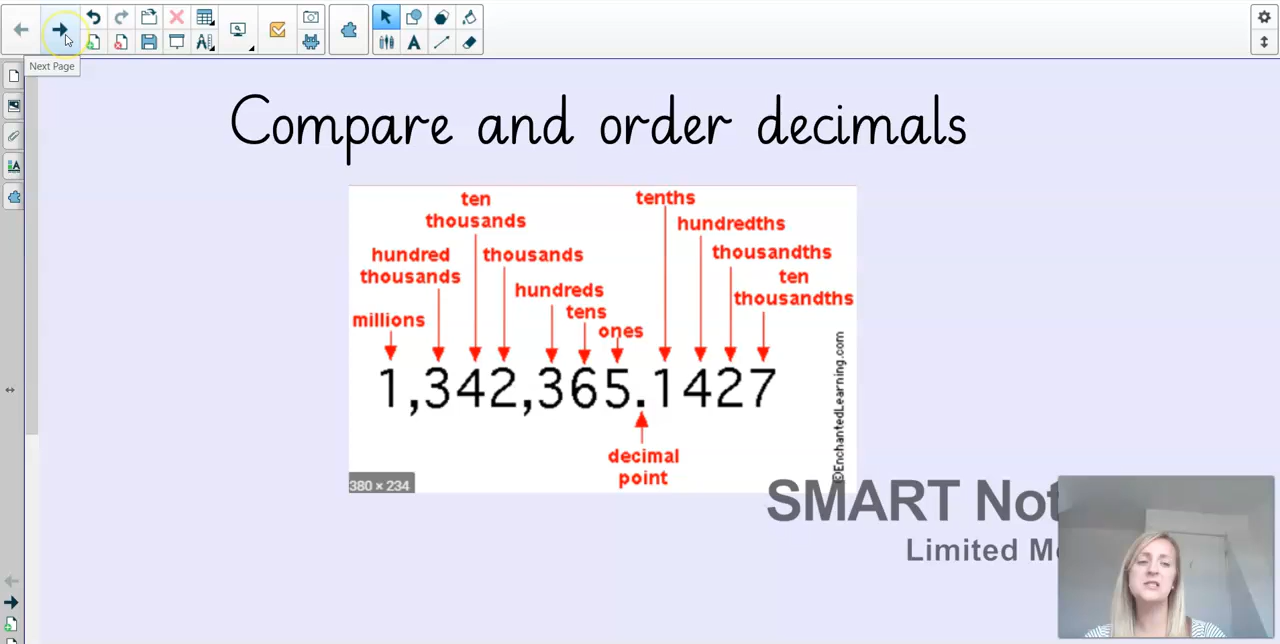 Next Page
Compare and order decimals
ten
thousands
tenths
hundredths
hundred
thousands
thousands
thousandths
ten
thousandths
hundreds
tens
ones
millions
1,342,365.1427
decimal
point
©EnchantedLearning.com
380 × 234
SMART Not
Limited Mo